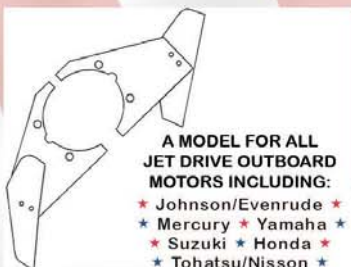 A MODEL FOR ALL
JET DRIVE OUTBOARD
MOTORS INCLUDING:
★ Johnson/Evenrude ★
★ Mercury ★ Yamaha ★
★ Suzuki ★ Honda ★
★ Tohatsu/Nisson ★